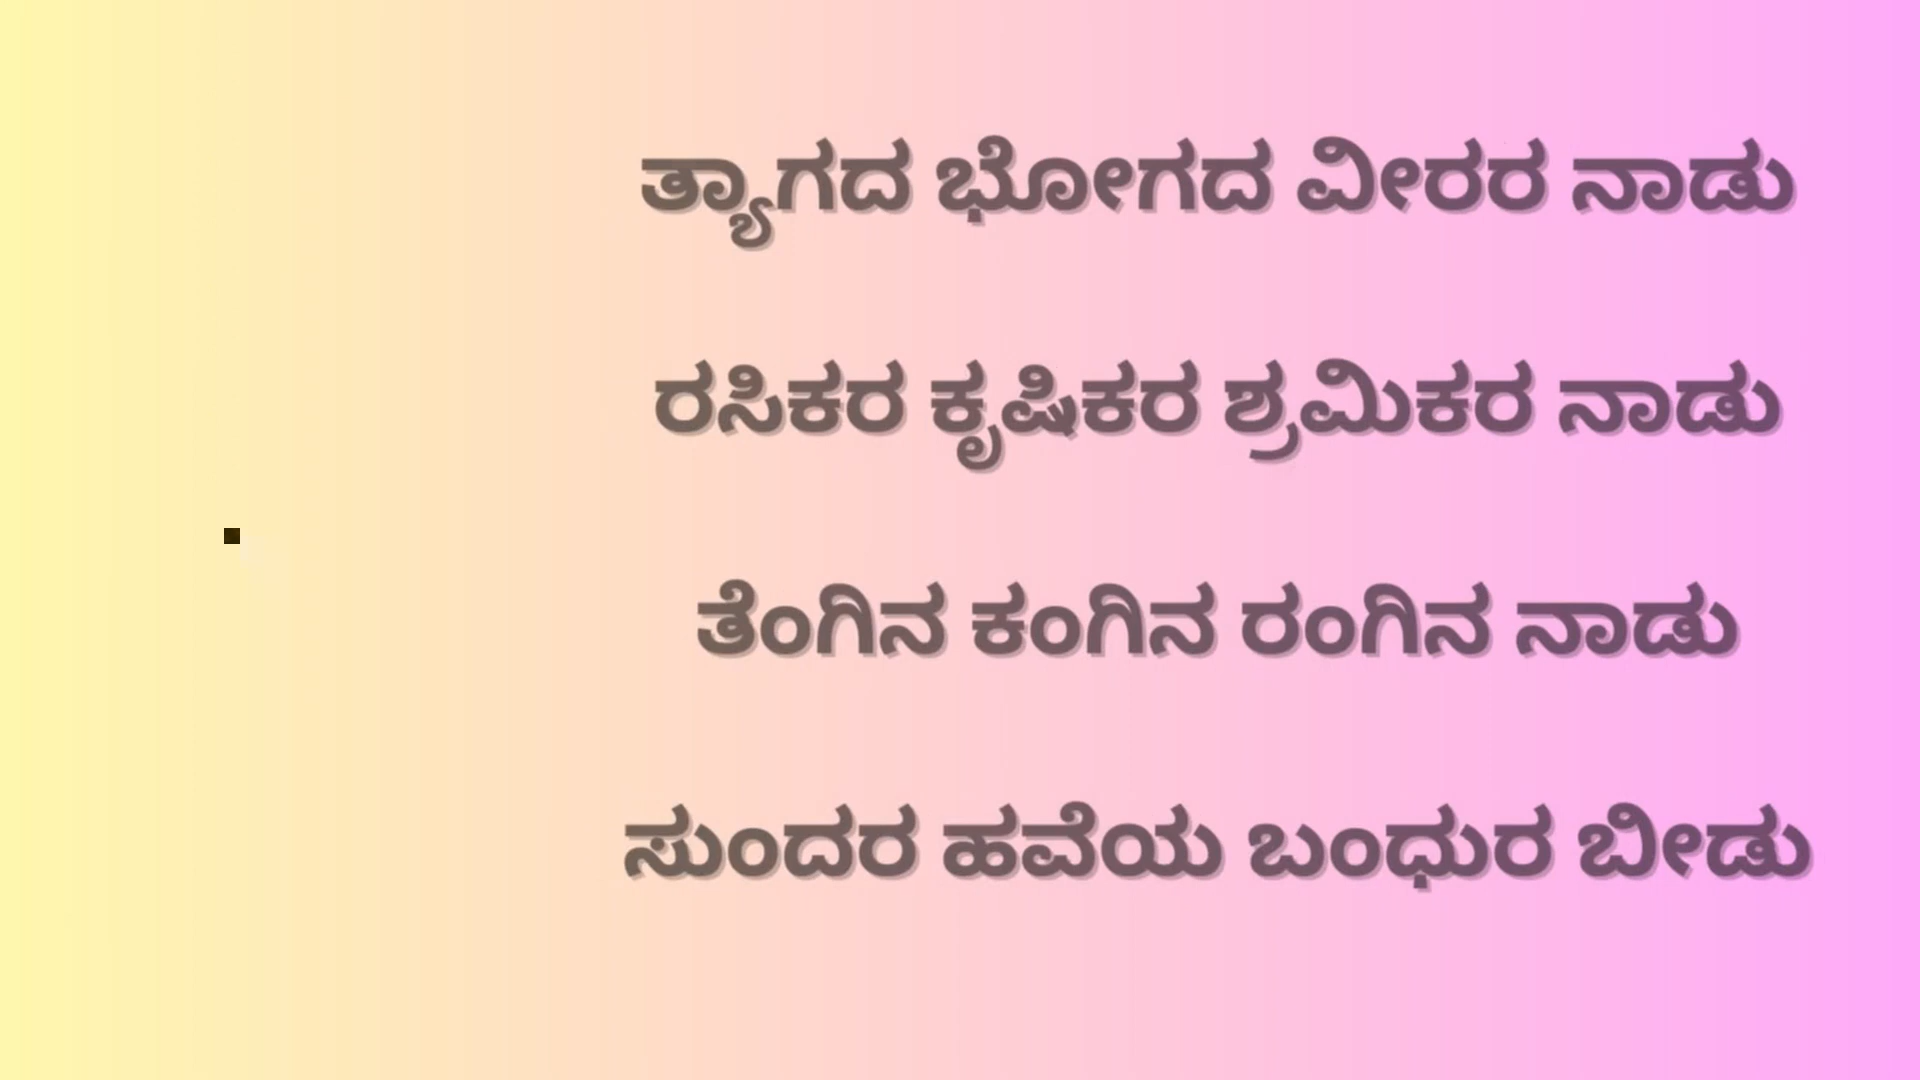 ತ್ಯಾಗದ ಭೋಗದ ವೀರರ ನಾಡು
ರಸಿಕರ ಕೃಷಿಕರ ಶ್ರಮಿಕರ ನಾಡು
ತೆಂಗಿನ ಕಂಗಿನ ರಂಗಿನ ನಾಡು
ಸುಂದರ ಹವೆಯ ಬಂಧುರ ಬೀಡು